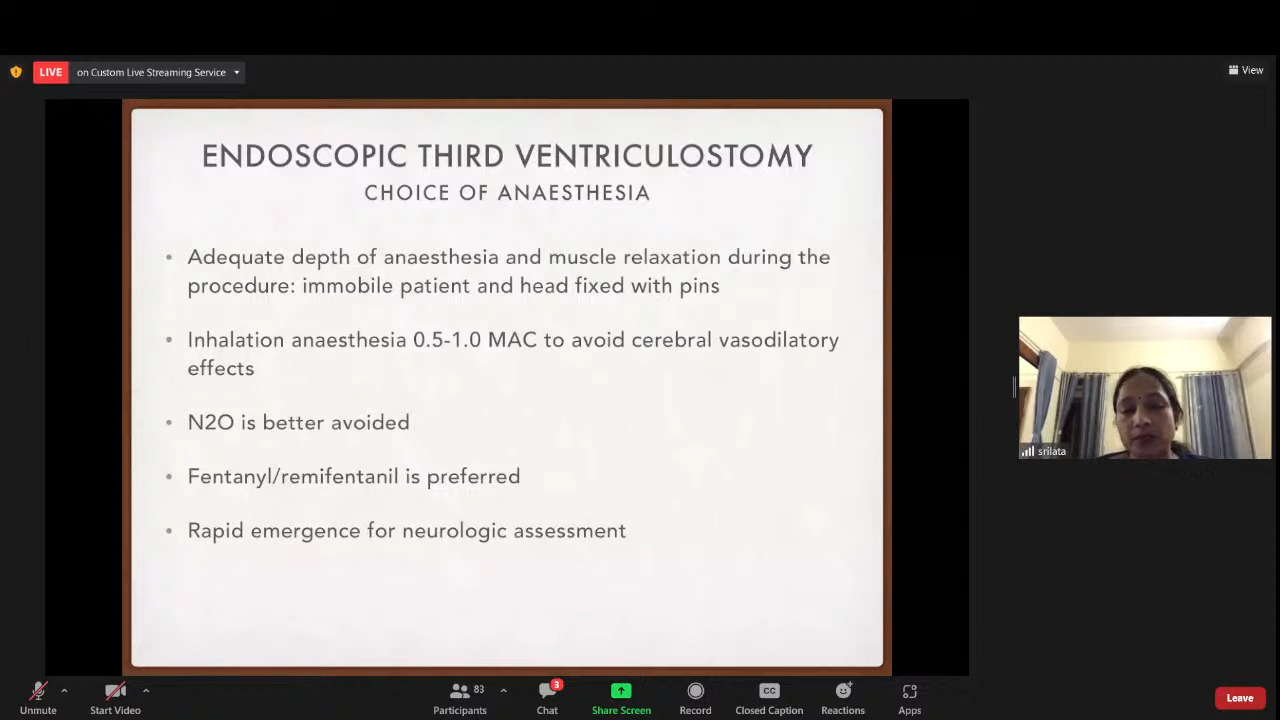 LIVE on Custom Live Streaming Service
View
ENDOSCOPIC THIRD VENTRICULOSTOMY
CHOICE OF ANAESTHESIA
• Adequate depth of anaesthesia and muscle relaxation during the
procedure: immobile patient and head fixed with pins
• Inhalation anaesthesia 0.5-1.0 MAC to avoid cerebral vasodilatory
effects
• N2O is better avoided
• Fentanyl/remifentanil is preferred
• Rapid emergence for neurologic assessment
srilata
Unmute
Start Video
83
Participants
3
Chat
Share Screen
Record
CC
Closed Caption
Reactions
Apps
Leave